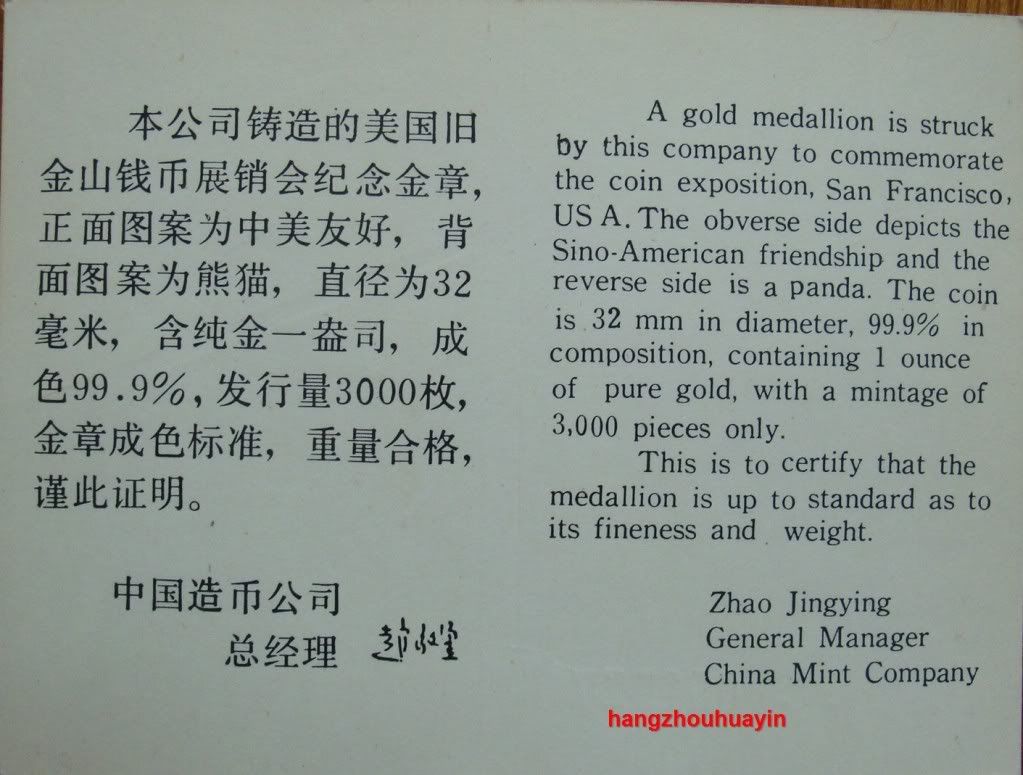 本公司铸造的美国旧
金山钱币展销会纪念金章，
正面图案为中美友好，背
面图案为熊猫，直径为32
毫米，含纯金一盎司，成
色99.9%，发行量3000枚，
金章成色标准，重量合格，
谨此证明。
中国造币公司
总经理
A gold medallion is struck
by this company to commemorate
the coin exposition, San Francisco,
US A. The obverse side depicts the
Sino-American friendship and the
reverse side is a panda. The coin
is 32 mm in diameter, 99.9% in
composition, containing 1 ounce
of pure gold, with a mintage of
3,000 pieces only.
This is to certify that the
medallion is up to standard as to
its fineness and weight.
Zhao Jingying
General Manager
China Mint Company
hangzhouhuayin